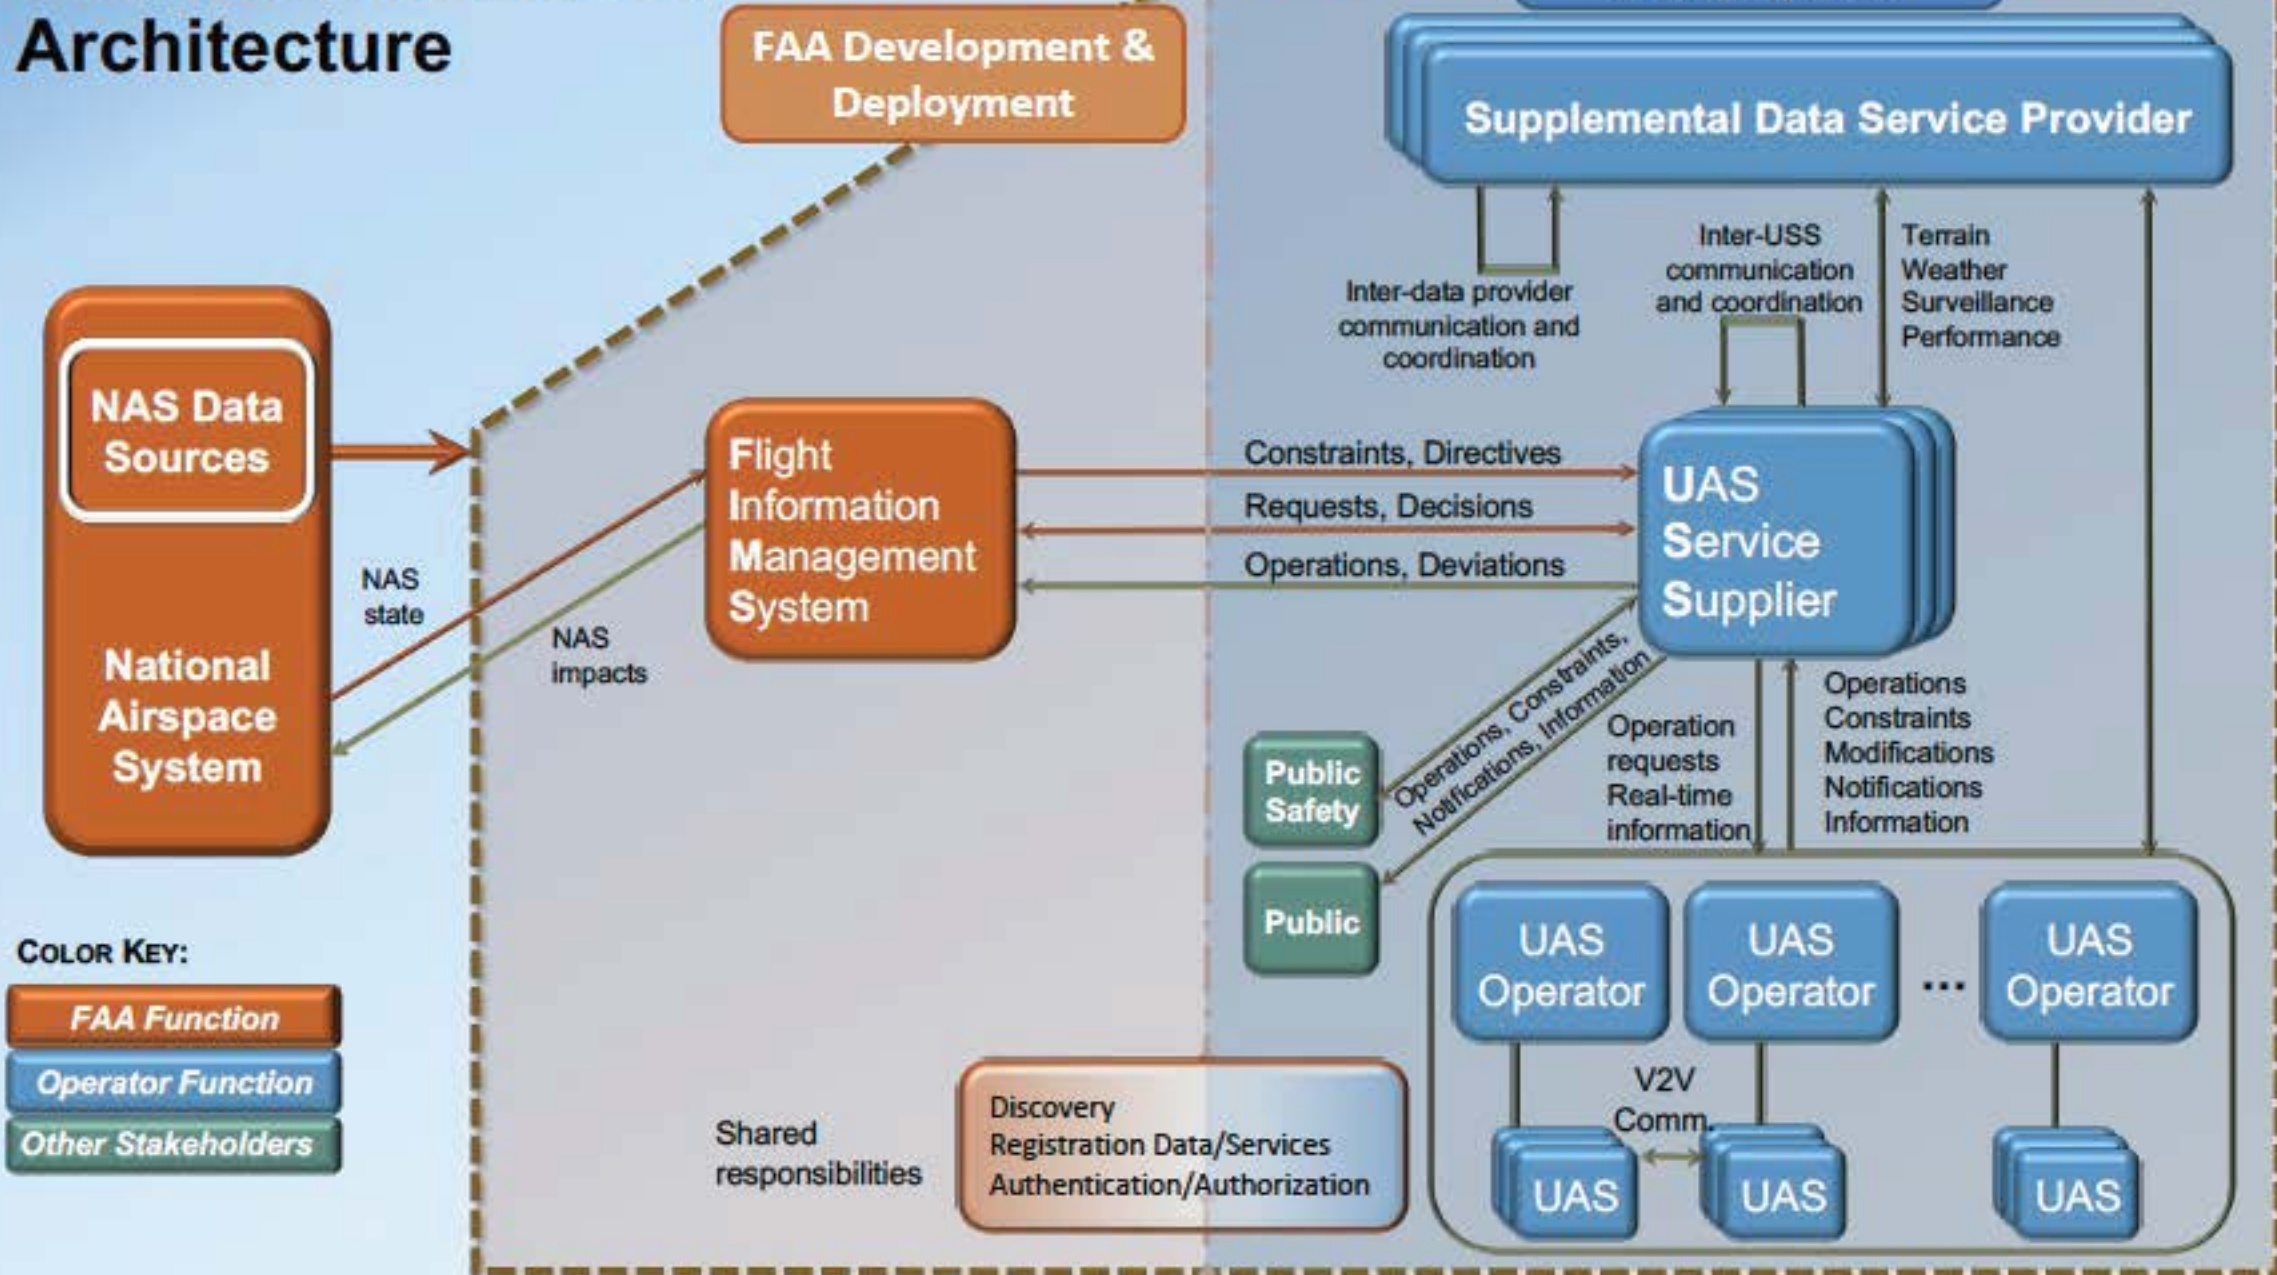 Architecture
FAA Development &
Deployment
Supplemental Data Service Provider
Inter-data provider
communication and
coordination
Inter-USS
communication
and coordination
Terrain
Weather
Surveillance
Performance
NAS Data
Sources
National
Airspace
System
NAS
state
NAS
impacts
Flight
Information
Management
System
Constraints, Directives
Requests, Decisions
Operations, Deviations
UAS
Service
Supplier
Operations, Constraints,
Notifications, Information
Public
Safety
Public
Operation
requests
Real-time
information
Operations
Constraints
Modifications
Notifications
Information
UAS
Operator
UAS
Operator
...
UAS
Operator
V2V
Comm.
UAS
UAS
UAS
COLOR KEY:
FAA Function
Operator Function
Other Stakeholders
Shared
responsibilities
Discovery
Registration Data/Services
Authentication/Authorization